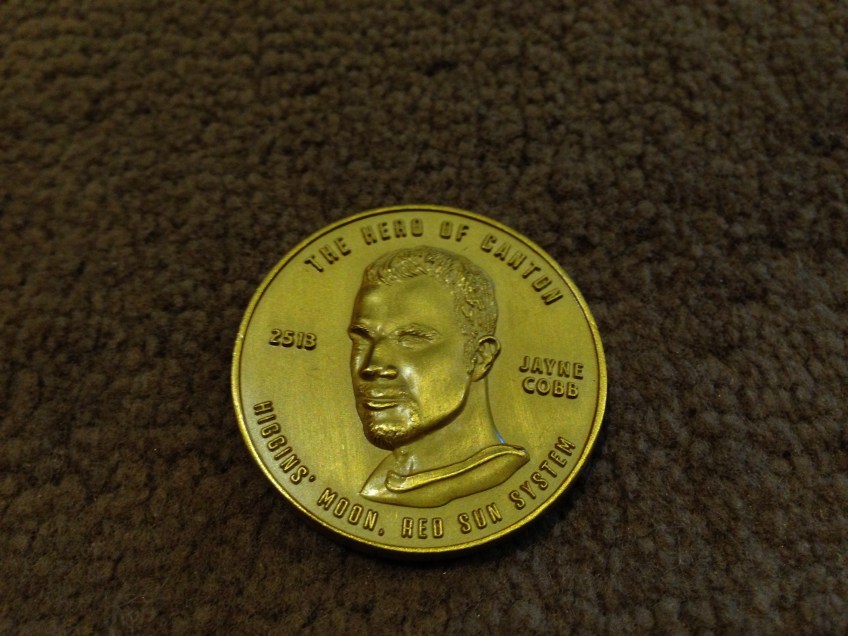 THE HERO OF CANTON
2513
JAYNE
COBB
HIGGINS' MOON, RED SUN SYSTEM